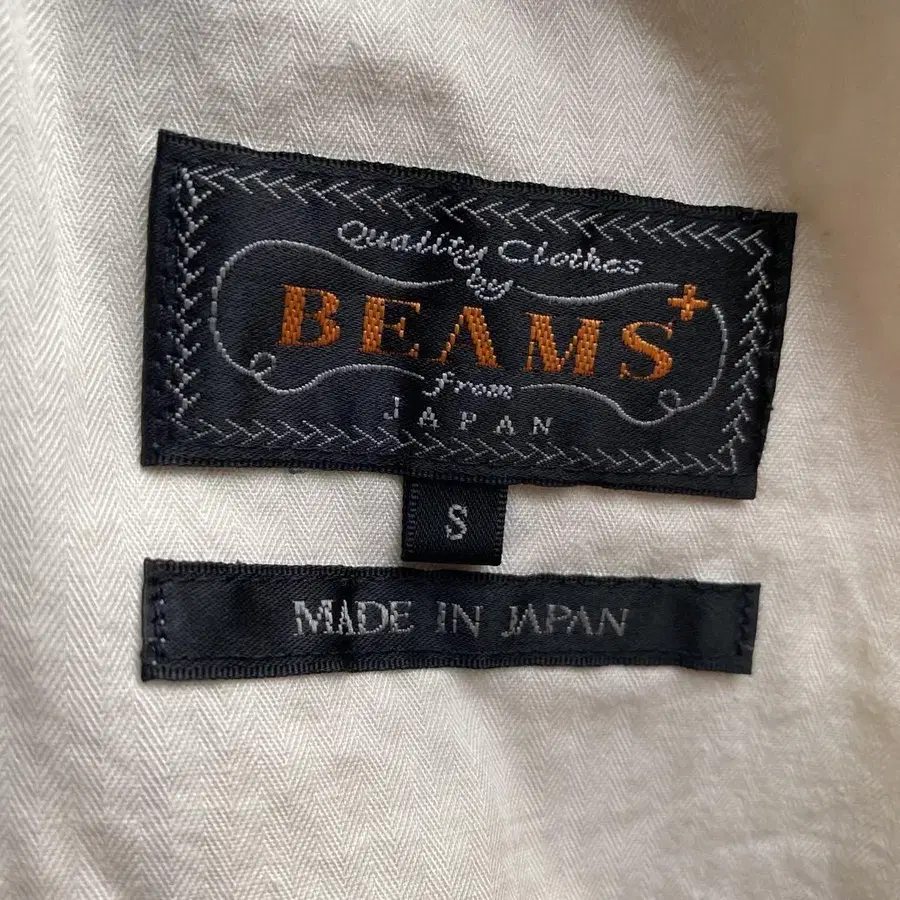 Quality Clothes
by
BEAMS+
from
JAPAN
S
MADE IN JAPAN